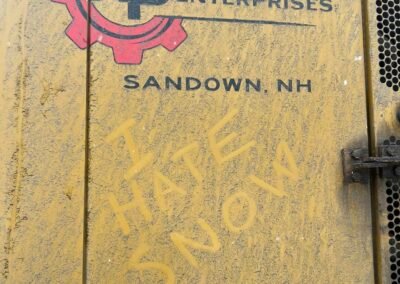 ENTERPRISES
SANDOWN, NH
I
HATE
SNOW